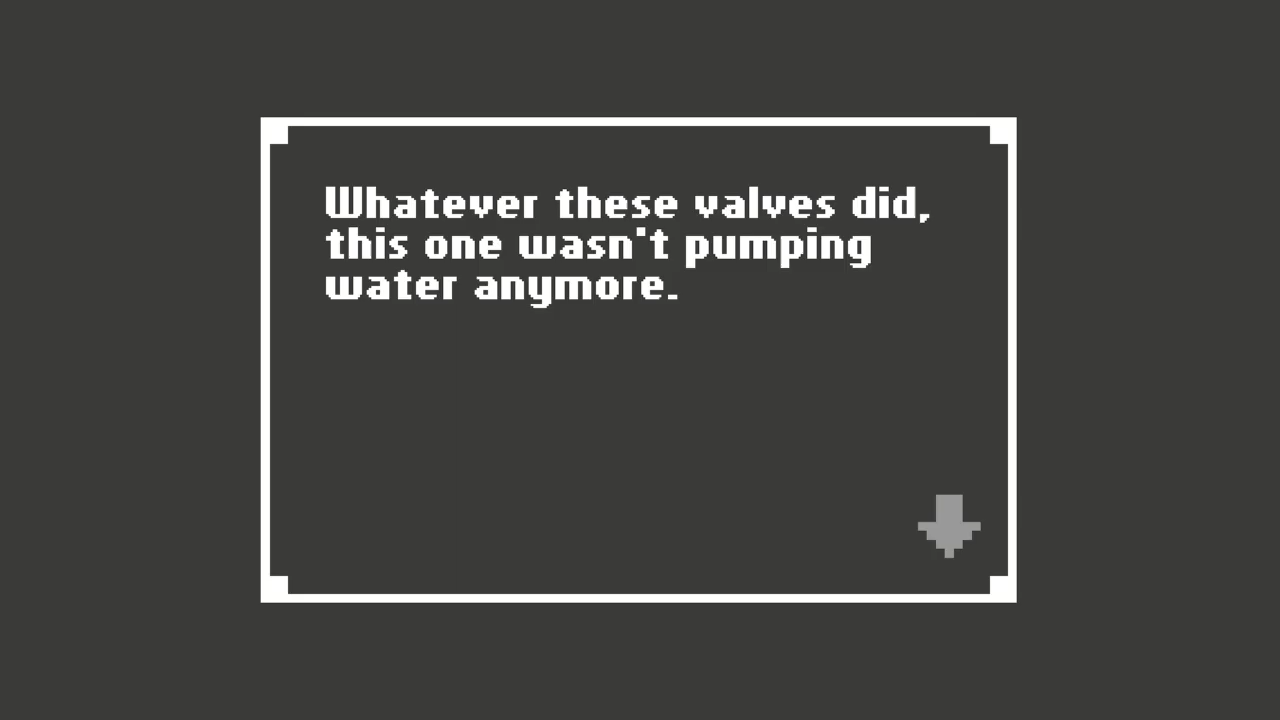 Whatever these valves did,
this one wasn't pumping
water anymore.